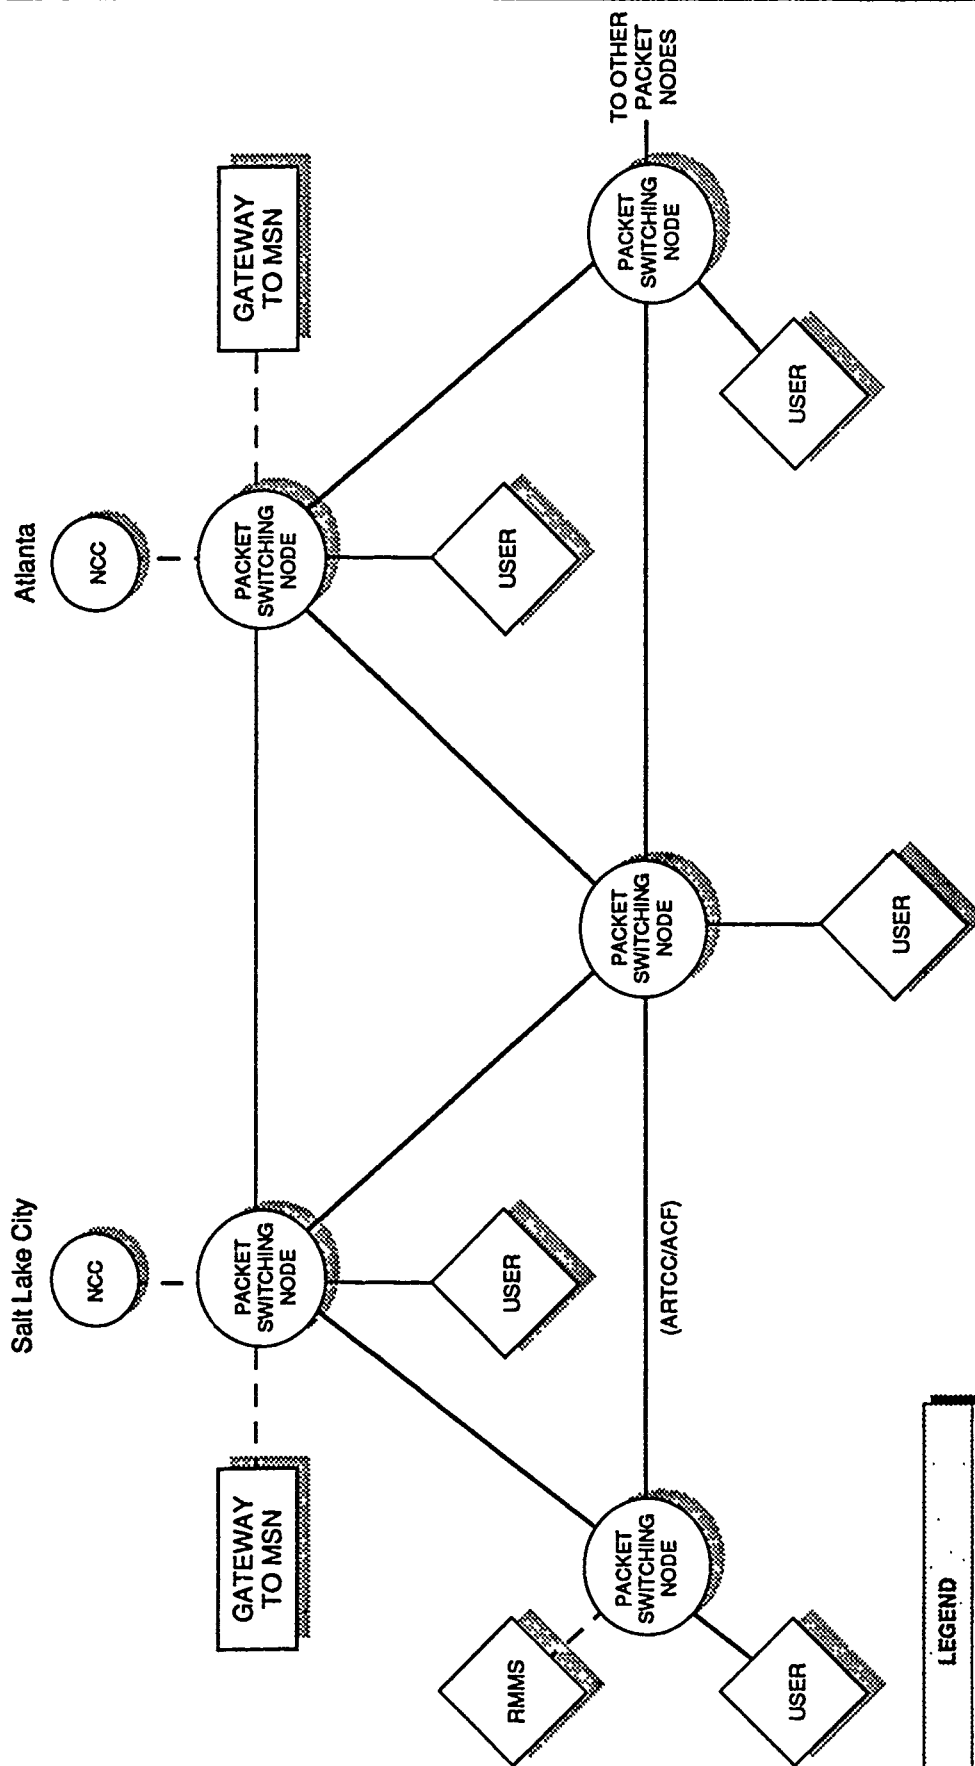 Salt Lake City
Atlanta
NCC
NCC
GATEWAY
TO MSN
PACKET
SWITCHING
NODE
PACKET
SWITCHING
NODE
GATEWAY
TO MSN
RMMS
USER
USER
TO OTHER
PACKET
NODES
PACKET
SWITCHING
NODE
PACKET
SWITCHING
NODE
PACKET
SWITCHING
NODE
(ARTCC/ACF)
USER
USER
USER
LEGEND